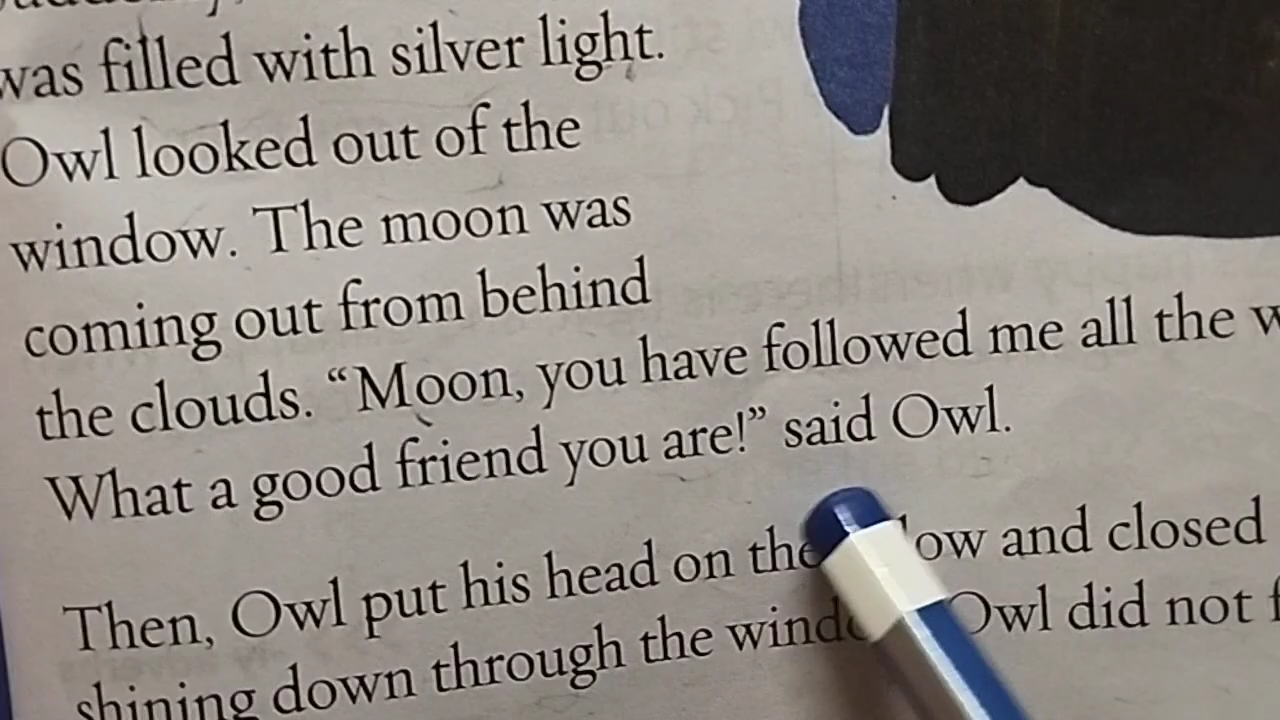 was filled with silver light.
Owl looked out of the
window. The moon was
coming out from behind
the clouds. “Moon, you have followed me all the
What a good friend you are!” said Owl.
Then, Owl put his head on the and closed
shining down through the Owl did not